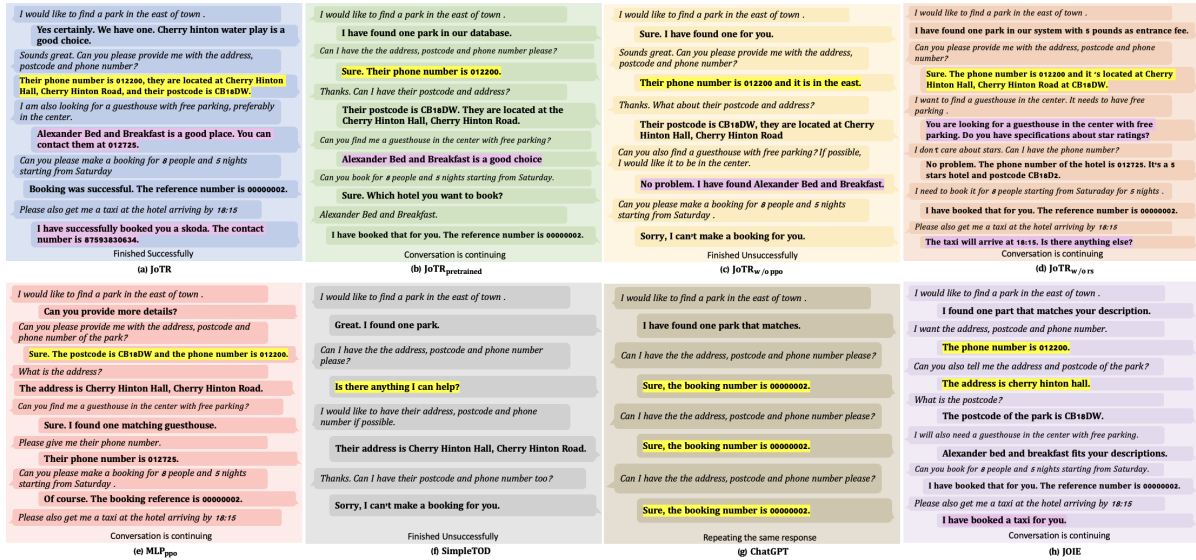 I would like to find a park in the east of town .
Yes certainly. We have one. Cherry hinton water play is a
good choice.
Sounds great. Can you please provide me with the address,
postcode and phone number?
Their phone number is 012200, they are located at Cherry Hinton
Hall, Cherry Hinton Road, and their postcode is CB18DW.
I am also looking for a guesthouse with free parking, preferably
in the center.
Alexander Bed and Breakfast is a good place. You can
contact them at 012725.
Can you please make a booking for 8 people and 5 nights
starting from Saturday
Booking was successful. The reference number is 00000002.
Please also get me a taxi at the hotel arriving by 18:15
I have successfully booked you a skoda. The contact
number is 87593830634.
Finished Successfully
(a) JoTR
I would like to find a park in the east of town .
I have found one park in our database.
Can I have the the address, postcode and phone number please?
Sure. Their phone number is 012200.
Thanks. Can I have their postcode and address?
Their postcode is CB18DW. They are located at the
Cherry Hinton Hall, Cherry Hinton Road.
Can you find me a guesthouse in the center with free parking?
Alexander Bed and Breakfast is a good choice
Can you book for 8 people and 5 nights starting from Saturday.
Sure. Which hotel you want to book?
Alexander Bed and Breakfast.
I have booked that for you. The reference number is 00000002.
Conversation is continuing
(b) JoTRpretrained
I would like to find a park in the east of town .
Sure. I have found one for you.
Sounds great. Can you please provide me with the address,
postcode and phone number?
Their phone number is 012200 and it is in the east.
Thanks. What about their postcode and address?
Their postcode is CB18DW, they are located at Cherry
Hinton Hall, Cherry Hinton Road
Can you also find a guesthouse with free parking? If possible,
I would like it to be in the center.
No problem. I have found Alexander Bed and Breakfast.
Can you please make a booking for 8 people and 5 nights
starting from Saturday .
Sorry, I can't make a booking for you.
Finished Unsuccessfully
(c) JoTRw/o ppo
I would like to find a park in the east of town .
I have found one park in our system with 5 pounds as entrance fee.
Can you please provide me with the address, postcode and phone
number?
Sure. The phone number is 012200 and it 's located at Cherry
Hinton Hall, Cherry Hinton Road at CB18DW.
I want to find a guesthouse in the center. It needs to have free
parking .
You are looking for a guesthouse in the center with free
parking. Do you have specifications about star ratings?
I don't care about stars. Can I have the phone number?
No problem. The phone number of the hotel is 012725. It's a 5
stars hotel and postcode CB18D2.
I need to book it for 8 people starting from Saturaday for 5 nights .
I have booked that for you. The reference number is 00000002.
Please also get me a taxi at the hotel arriving by 18:15
The taxi will arrive at 18:15. Is there anything else?
Conversation is continuing
(d) JoTRw/o rs
I would like to find a park in the east of town .
Can you provide more details?
Can you please provide me with the address, postcode and
phone number of the park?
Sure. The postcode is CB18DW and the phone number is 012200.
What is the address?
The address is Cherry Hinton Hall, Cherry Hinton Road.
Can you find me a guesthouse in the center with free parking?
Sure. I found one matching guesthouse.
Please give me their phone number.
Their phone number is 012725.
Can you please make a booking for 8 people and 5 nights
starting from Saturday .
Of course. The booking reference is 00000002.
Please also get me a taxi at the hotel arriving by 18:15
Conversation is continuing
(e) MLPppo
I would like to find a park in the east of town .
Great. I found one park.
Can I have the the address, postcode and phone number
please?
Is there anything I can help?
I would like to have their address, postcode and phone
number if possible.
Their address is Cherry Hinton Hall, Cherry Hinton Road.
Thanks. Can I have their postcode and phone number too?
Sorry, I can't make a booking for you.
Finished Unsuccessfully
(f) SimpleTOD
I would like to find a park in the east of town .
I have found one park that matches.
Can I have the the address, postcode and phone number please?
Sure, the booking number is 00000002.
Can I have the the address, postcode and phone number please?
Sure, the booking number is 00000002.
Can I have the the address, postcode and phone number please?
Sure, the booking number is 00000002.
Repeating the same response
(g) ChatGPT
I would like to find a park in the east of town .
I found one part that matches your description.
I want the address, postcode and phone number.
The phone number is 012200.
Can you also tell me the address and postcode of the park?
The address is cherry hinton hall.
What is the postcode?
The postcode of the park is CB18DW.
I will also need a guesthouse in the center with free parking.
Alexander bed and breakfast fits your descriptions.
Can you book for 8 people and 5 nights starting from Saturday.
I have booked that for you. The reference number is 00000002.
Please also get me a taxi at the hotel arriving by 18:15
I have booked a taxi for you.
Conversation is continuing
(h) JOIE